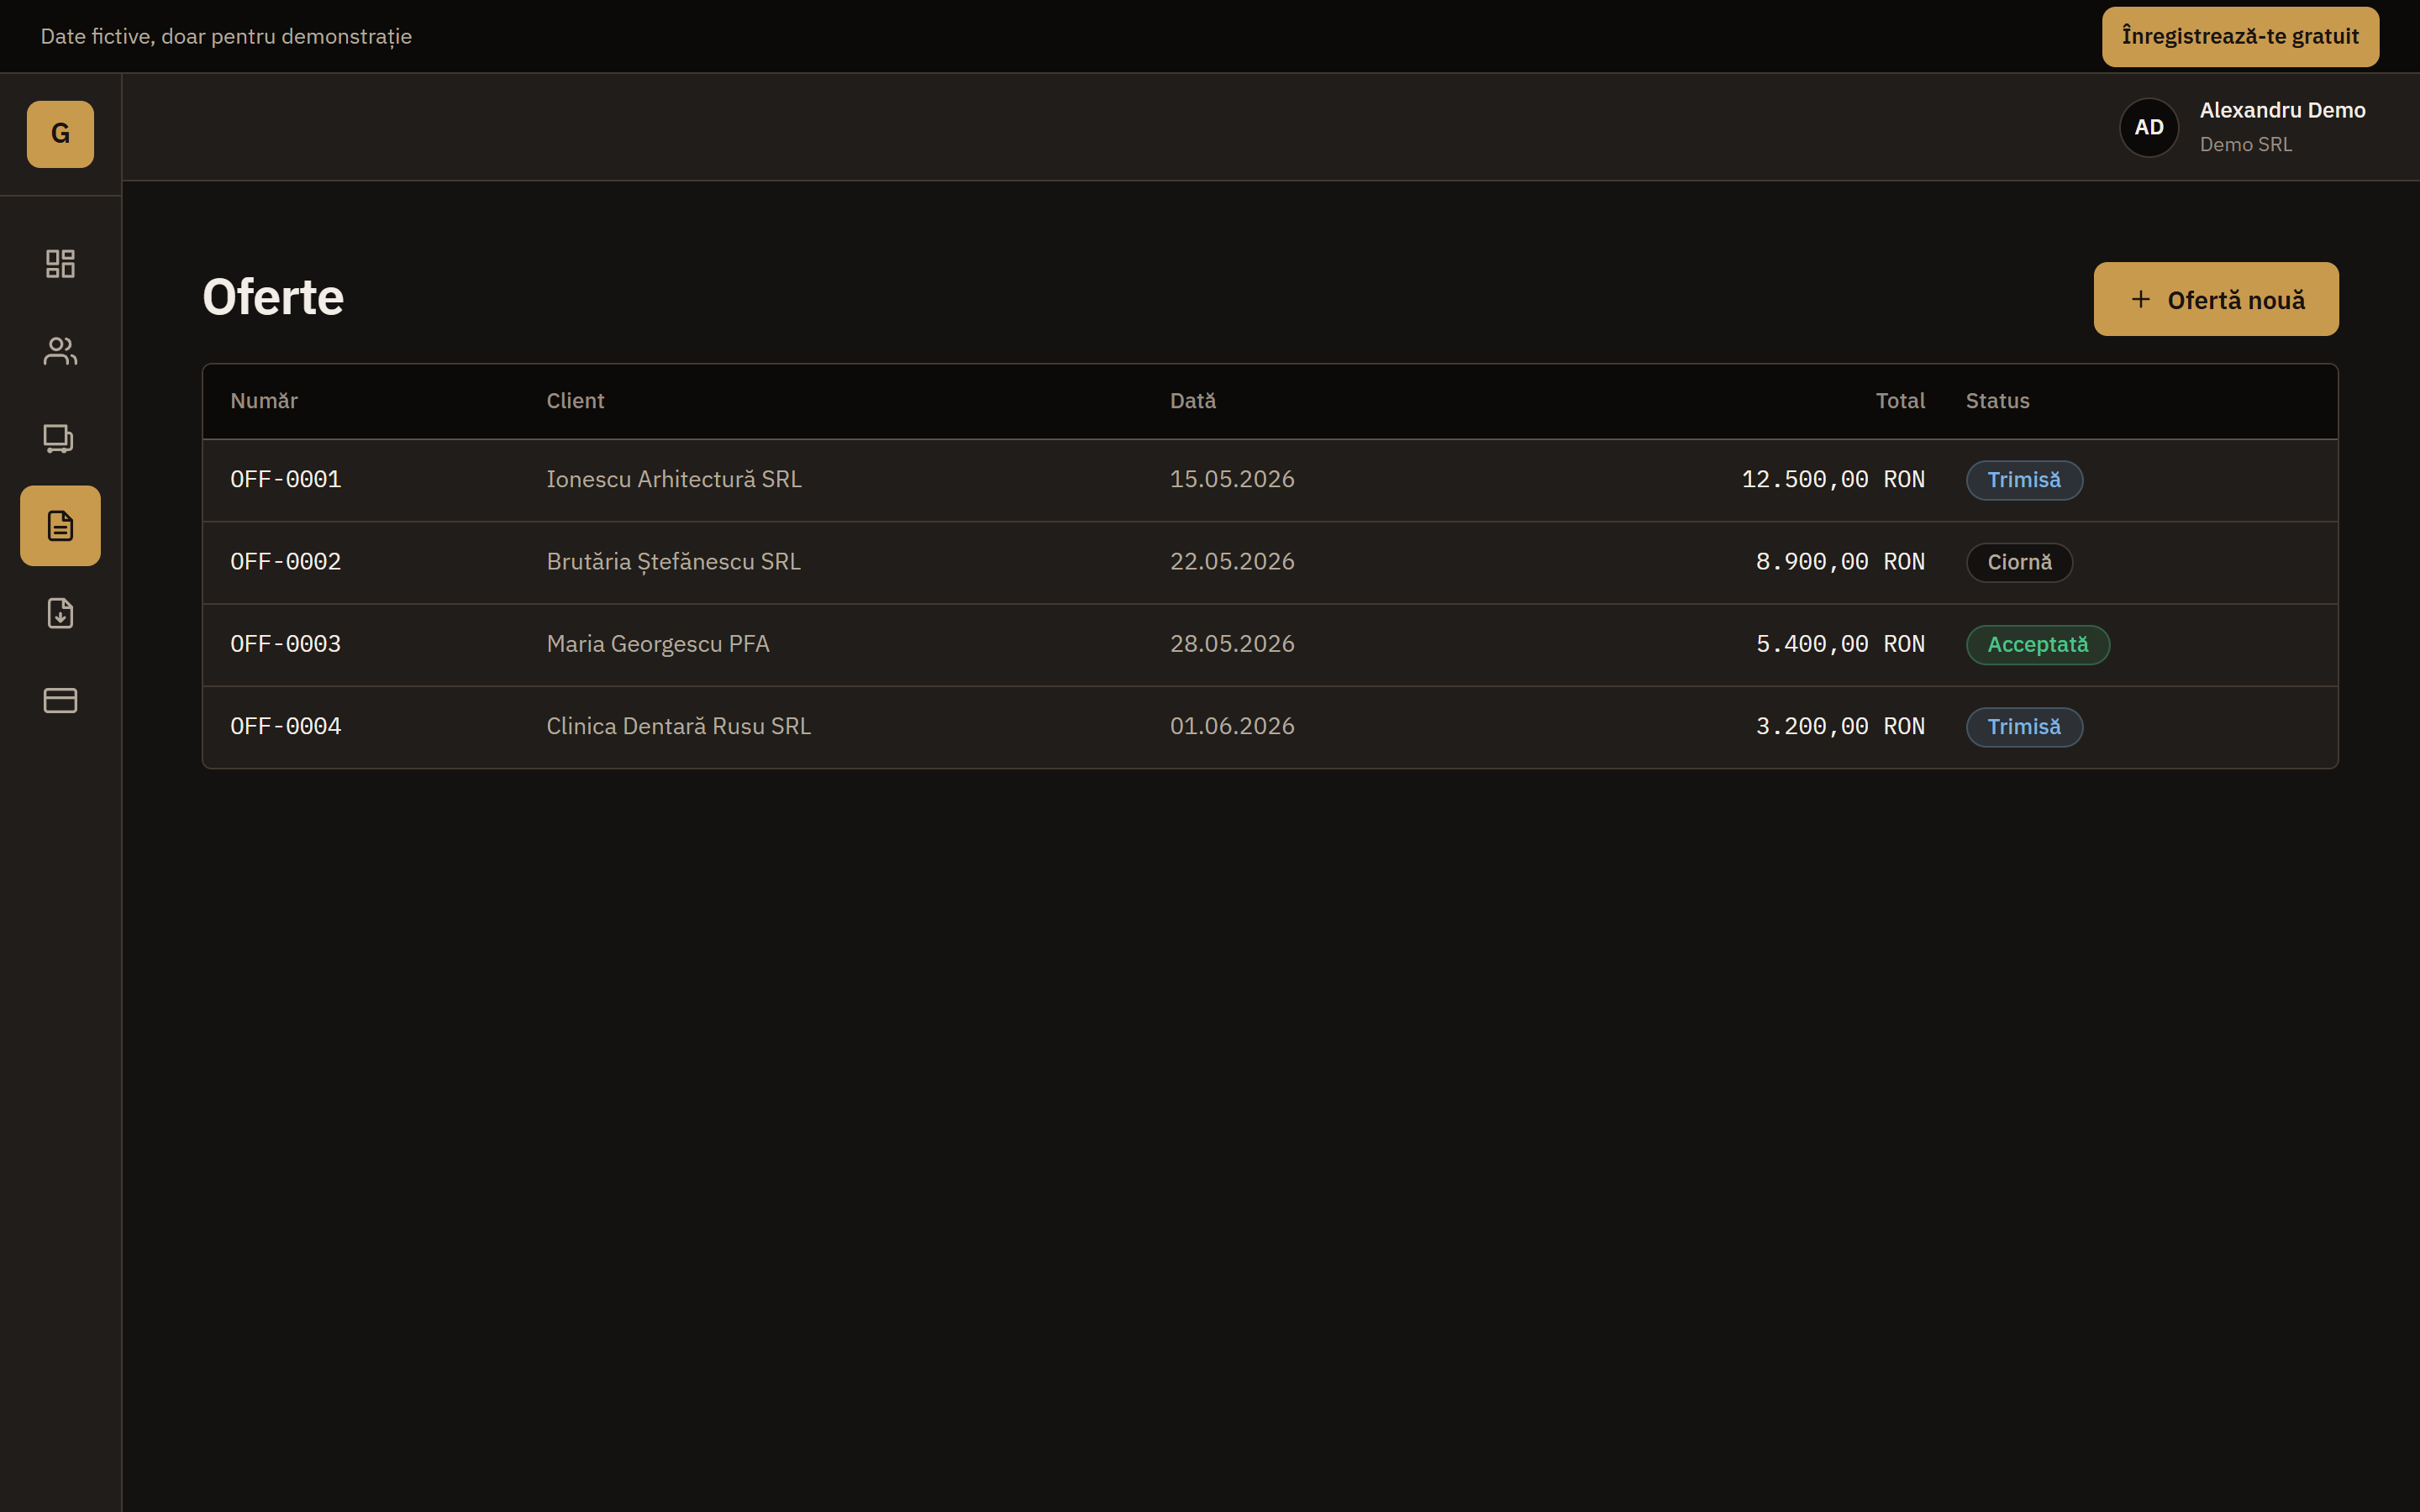 Date fictive, doar pentru demonstrație
Înregistrează-te gratuit
G
AD
Alexandru Demo
Demo SRL
Oferte
+ Ofertă nouă
Număr Client Dată Total Status
OFF-0001 Ionescu Arhitectură SRL 15.05.2026 12.500,00 RON Trimisă
OFF-0002 Brutăria Ștefănescu SRL 22.05.2026 8.900,00 RON Ciornă
OFF-0003 Maria Georgescu PFA 28.05.2026 5.400,00 RON Acceptată
OFF-0004 Clinica Dentară Rusu SRL 01.06.2026 3.200,00 RON Trimisă